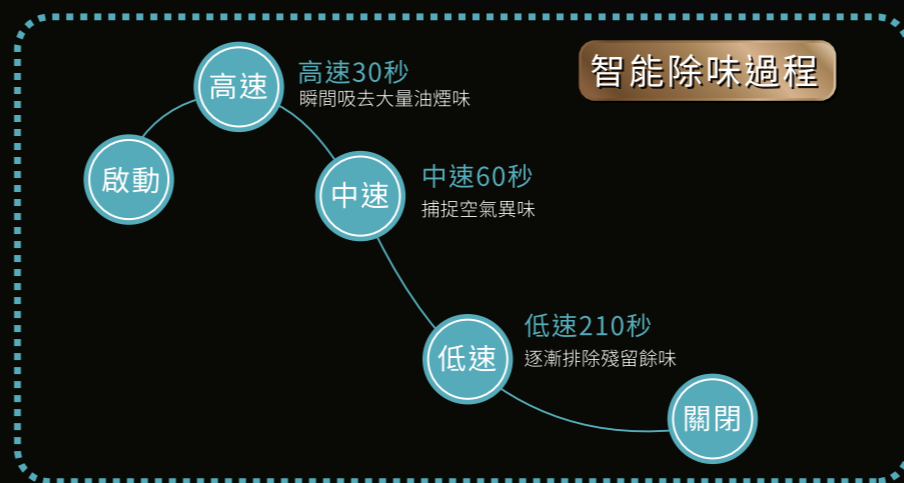 智能除味過程
高速
高速30秒
瞬間吸去大量油煙味
啟動
中速
中速60秒
捕捉空氣異味
低速
低速210秒
逐漸排除殘留餘味
關閉